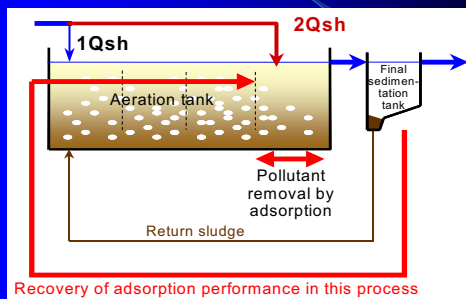 2Qsh
1Qsh
Final
sedimen-
tation
tank
Aeration tank
Pollutant
removal by
adsorption
Return sludge
Recovery of adsorption performance in this process